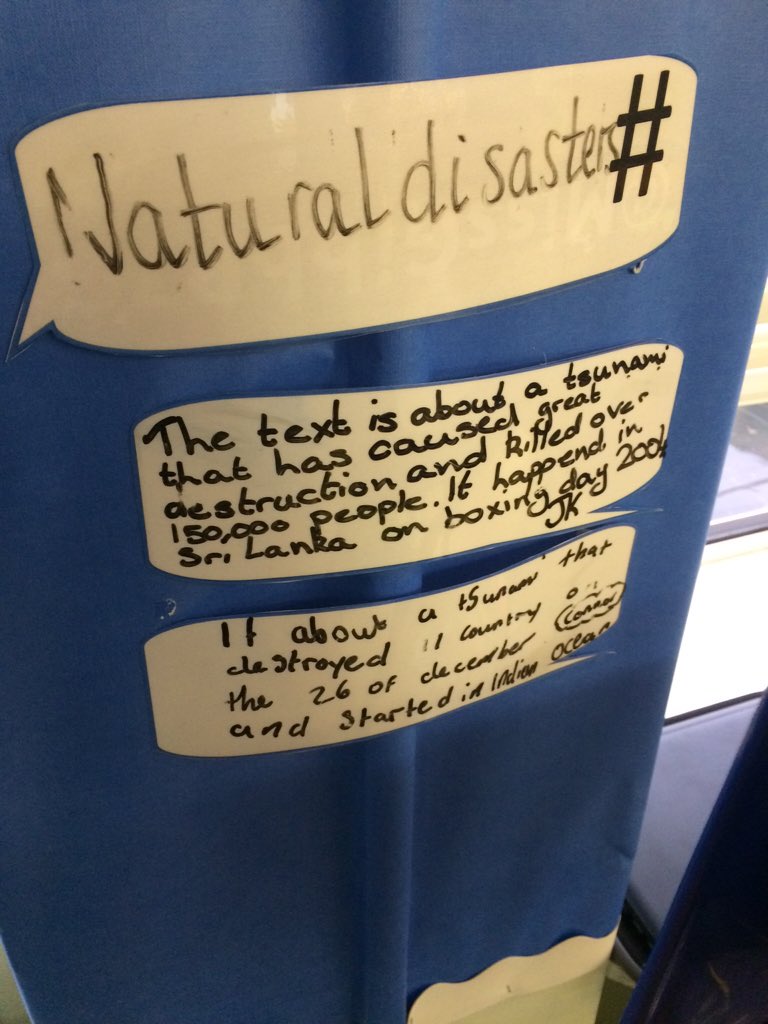 Natural disasters #
The text is about a tsunami
that has caused great
destruction and killed over
150,000 people. It happend in
Sri Lanka on boxing day 2004
JK
It about a tsunami that
destroyed 11 country on
the 26 of december Connor
and started in Indian ocean